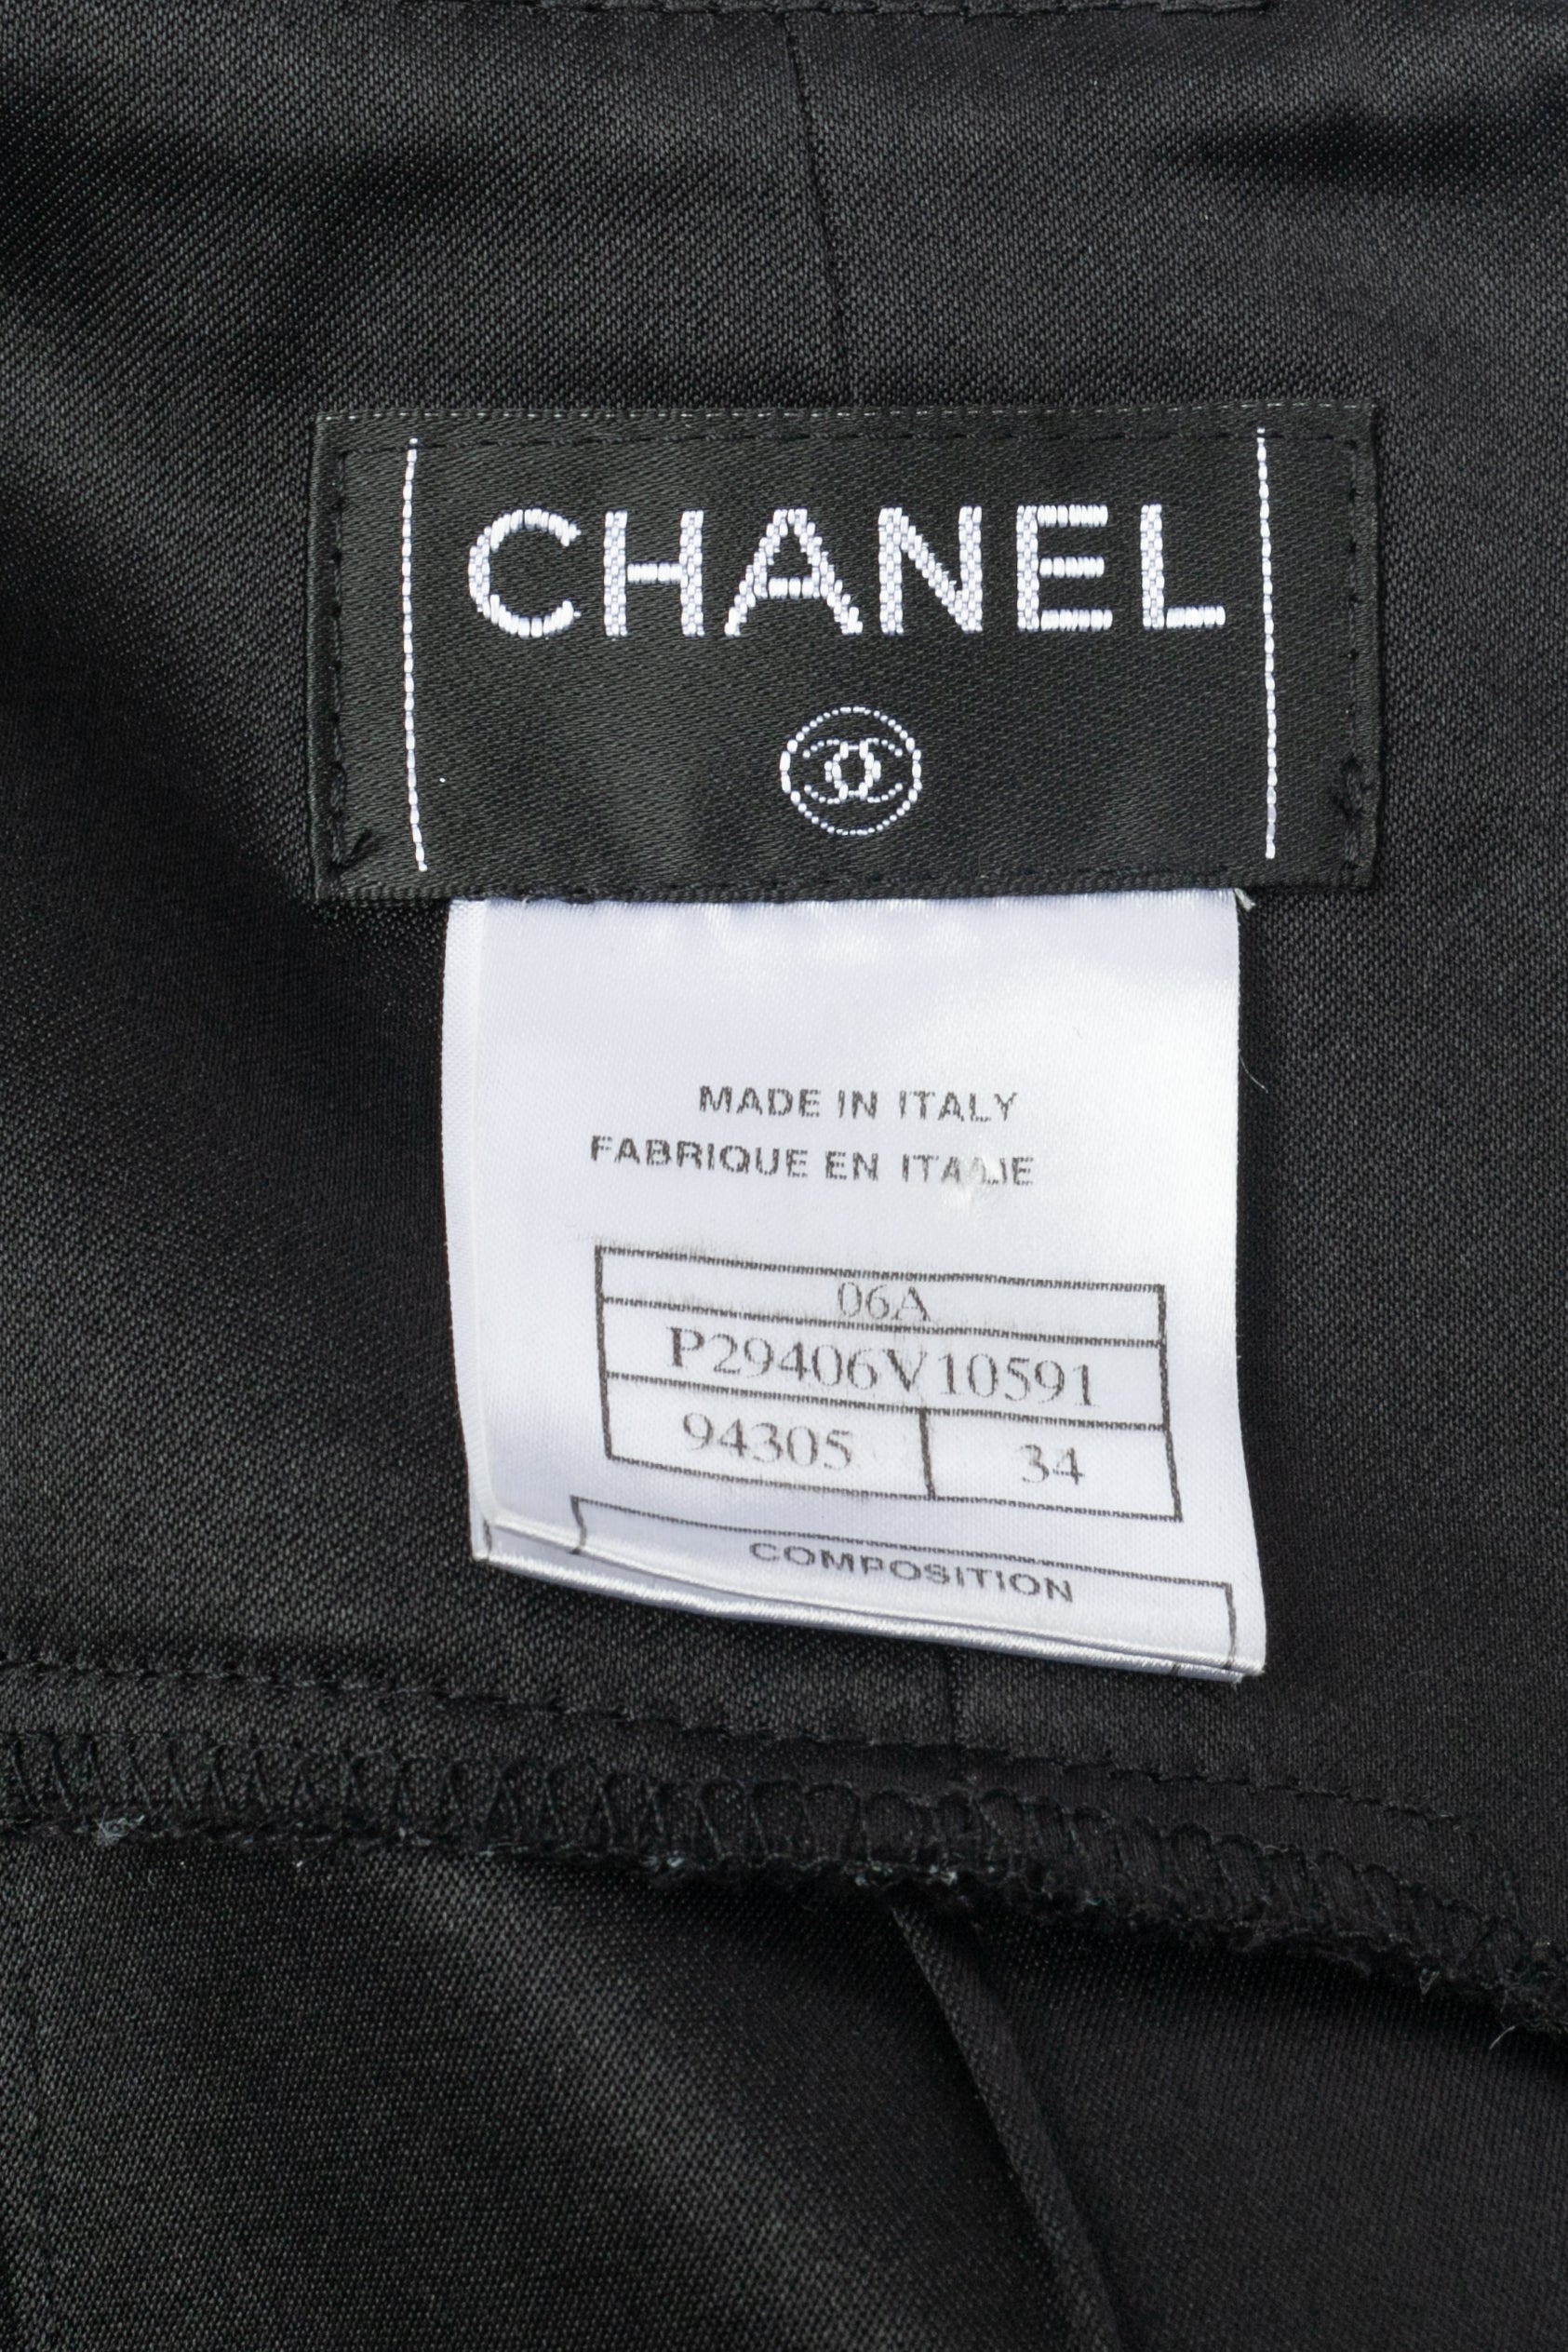 CHANEL
MADE IN ITALY
FABRIQUE EN ITALIE
06A
P29406V10591
94305 34
COMPOSITION